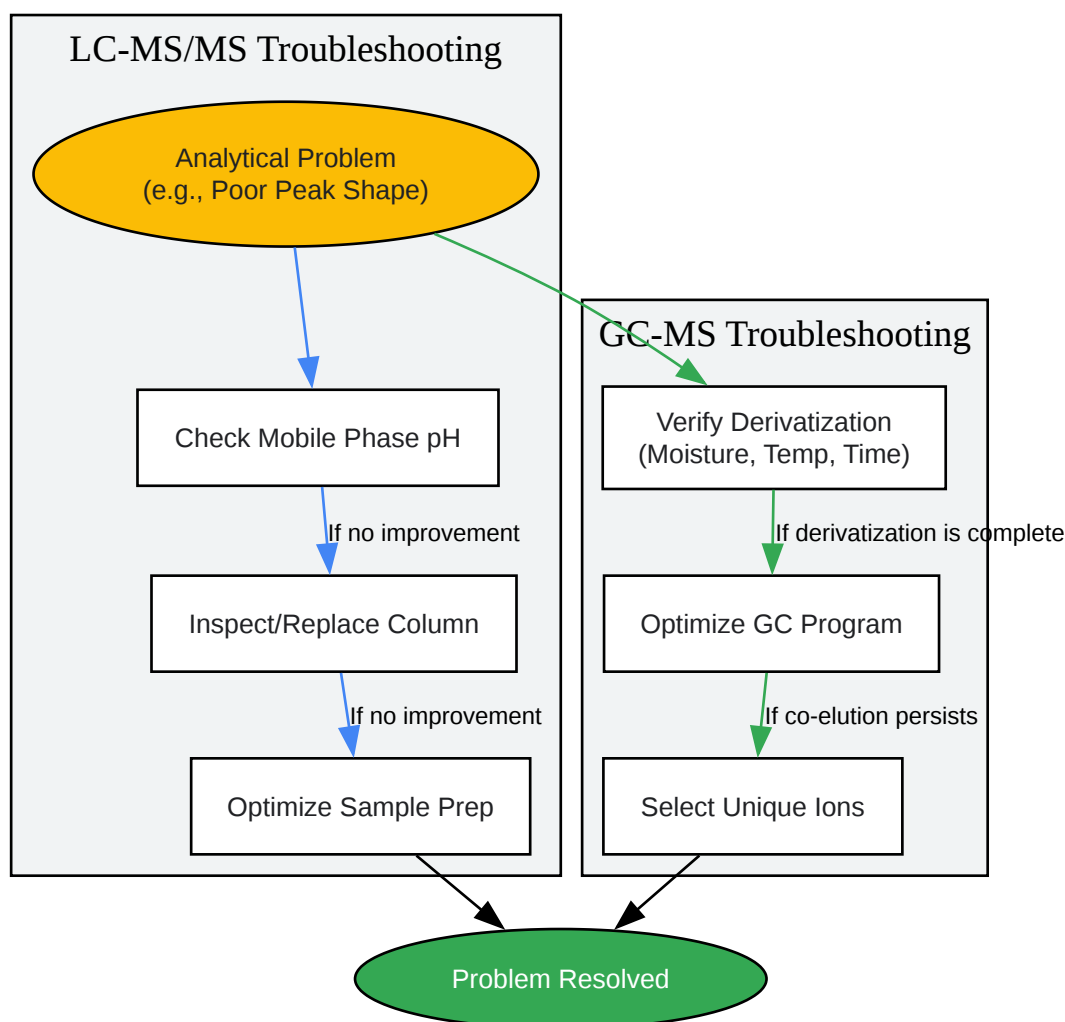 LC-MS/MS Troubleshooting
Analytical Problem
(e.g., Poor Peak Shape)
GC-MS Troubleshooting
Check Mobile Phase pH
Verify Derivatization
(Moisture, Temp, Time)
If no improvement
If derivatization is complete
Inspect/Replace Column
Optimize GC Program
If no improvement
If co-elution persists
Optimize Sample Prep
Select Unique Ions
Problem Resolved